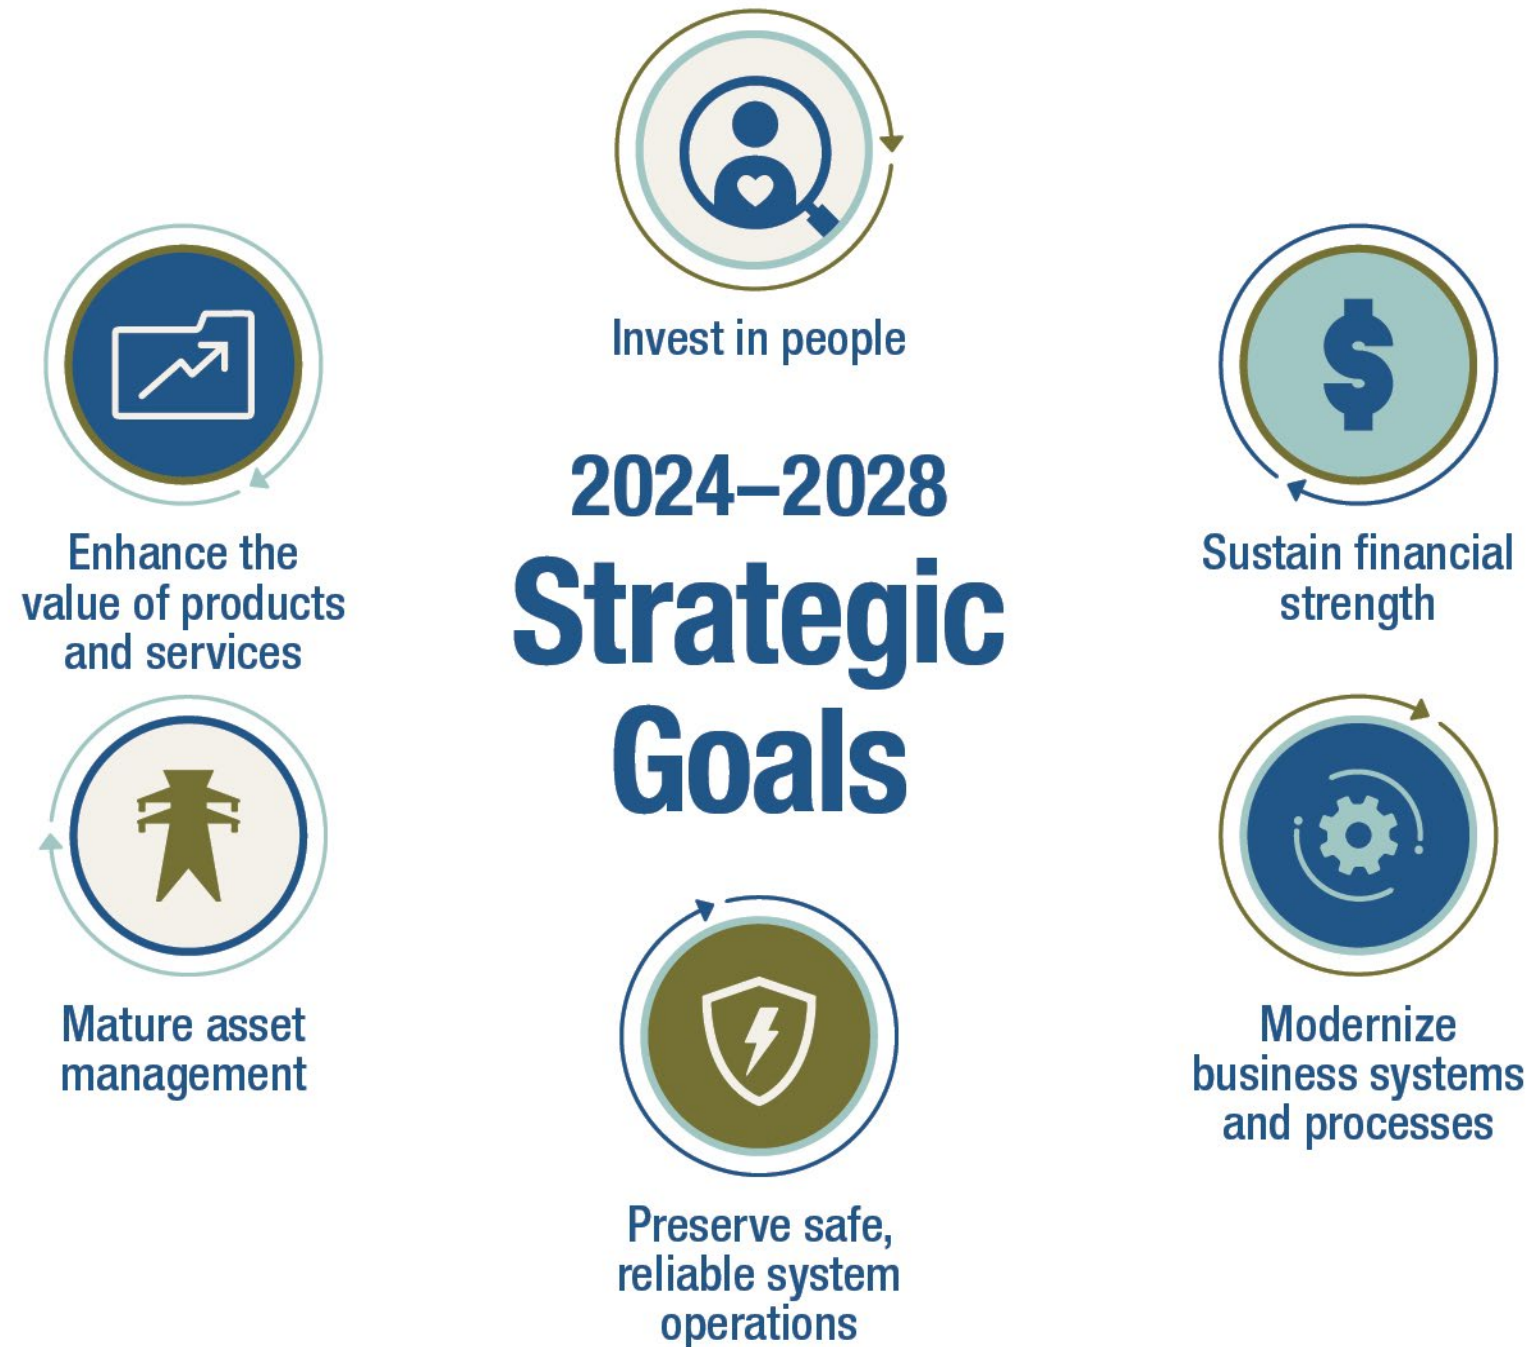 Invest in people
2024–2028
Strategic
Goals
Enhance the
value of products
and services
Sustain financial
strength
Mature asset
management
Modernize
business systems
and processes
Preserve safe,
reliable system
operations